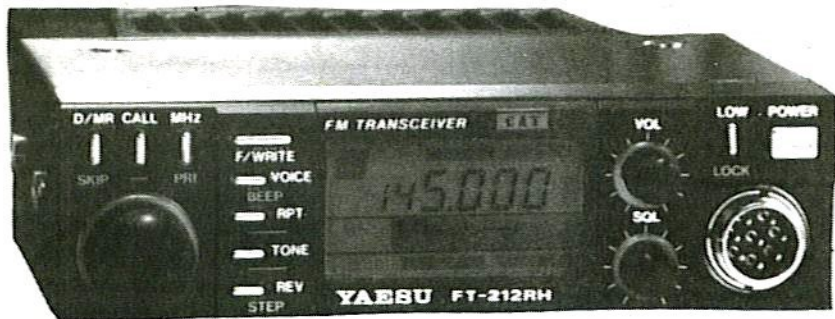 D/MR CALL MHz
SKIP — PRI
F/WRITE
VOICE
BEEP
RPT
TONE
REV
STEP
FM TRANSCEIVER CAT
145.000
YAESU FT-212RH
VOL
SQL
LOW POWER
LOCK